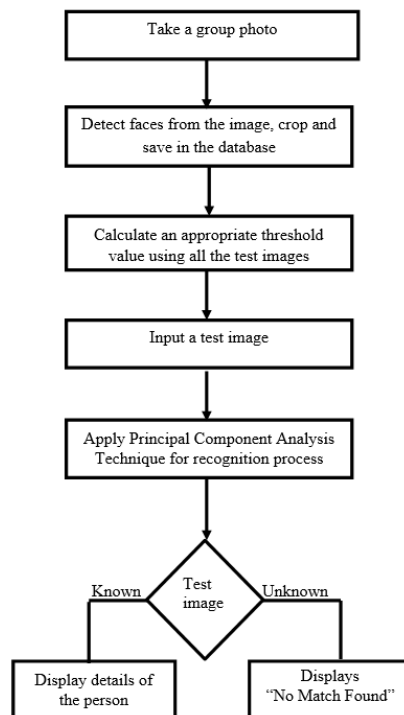 Take a group photo
Detect faces from the image, crop and
save in the database
Calculate an appropriate threshold
value using all the test images
Input a test image
Apply Principal Component Analysis
Technique for recognition process
Known
Test
image
Unknown
Display details of
the person
Displays
“No Match Found”